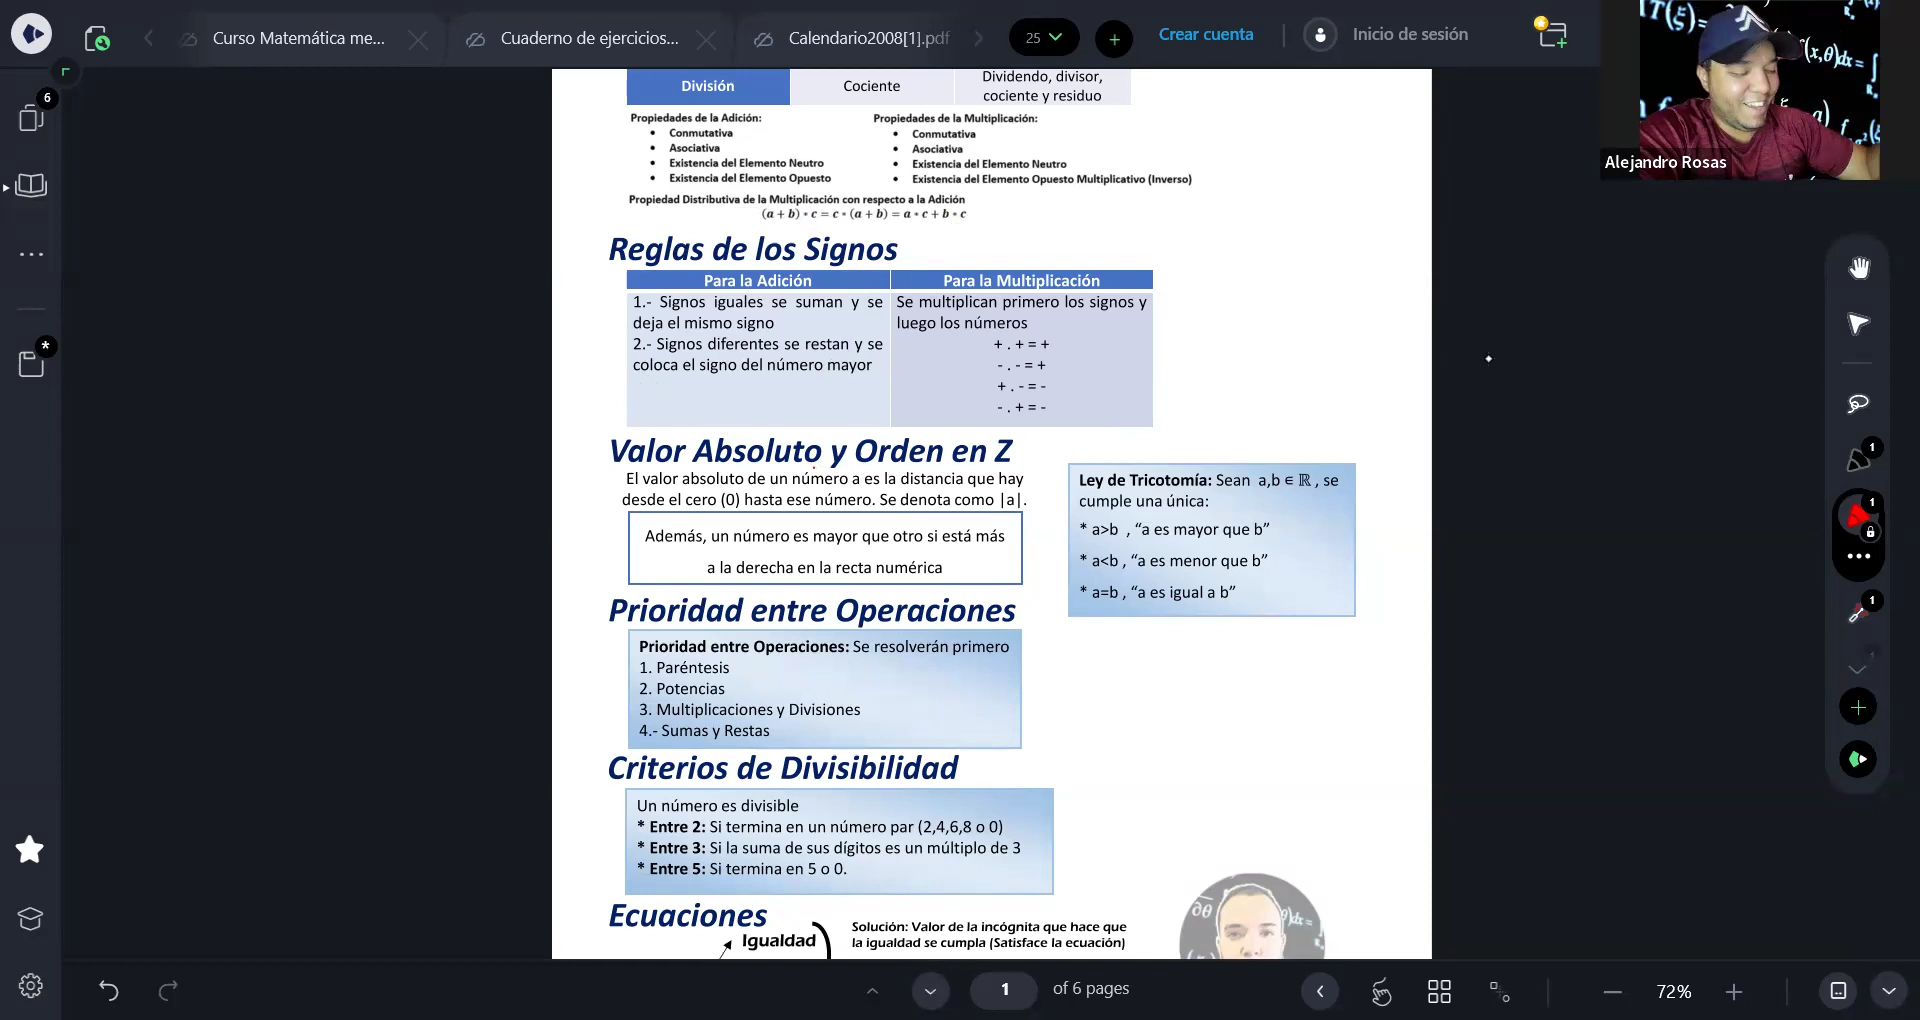 Curso Matemática me...
Cuaderno de ejercicios...
Calendario2008[1].pdf
25
Crear cuenta
Inicio de sesión
Alejandro Rosas
6
División
Cociente
Dividendo, divisor,
cociente y residuo
Propiedades de la Adición:
• Conmutativa
• Asociativa
• Existencia del Elemento Neutro
• Existencia del Elemento Opuesto
Propiedades de la Multiplicación:
• Conmutativa
• Asociativa
• Existencia del Elemento Neutro
• Existencia del Elemento Opuesto Multiplicativo (Inverso)
Propiedad Distributiva de la Multiplicación con respecto a la Adición
(a + b) * c = c * (a + b) = a * c + b * c
Reglas de los Signos
Para la Adición
1.- Signos iguales se suman y se
deja el mismo signo
2.- Signos diferentes se restan y se
coloca el signo del número mayor
Para la Multiplicación
Se multiplican primero los signos y
luego los números
+ . + = +
- . - = +
+ . - = -
- . + = -
Valor Absoluto y Orden en Z
El valor absoluto de un número a es la distancia que hay
desde el cero (0) hasta ese número. Se denota como |a|.
Además, un número es mayor que otro si está más
a la derecha en la recta numérica
Ley de Tricotomía: Sean a,b ∈ ℝ , se
cumple una única:
* a>b , “a es mayor que b”
* a<b , “a es menor que b”
* a=b , “a es igual a b”
Prioridad entre Operaciones
Prioridad entre Operaciones: Se resolverán primero
1. Paréntesis
2. Potencias
3. Multiplicaciones y Divisiones
4.- Sumas y Restas
Criterios de Divisibilidad
Un número es divisible
* Entre 2: Si termina en un número par (2,4,6,8 o 0)
* Entre 3: Si la suma de sus dígitos es un múltiplo de 3
* Entre 5: Si termina en 5 o 0.
Ecuaciones
Igualdad
Solución: Valor de la incógnita que hace que
la igualdad se cumpla (Satisface la ecuación)
1
1
1
1 of 6 pages
72%